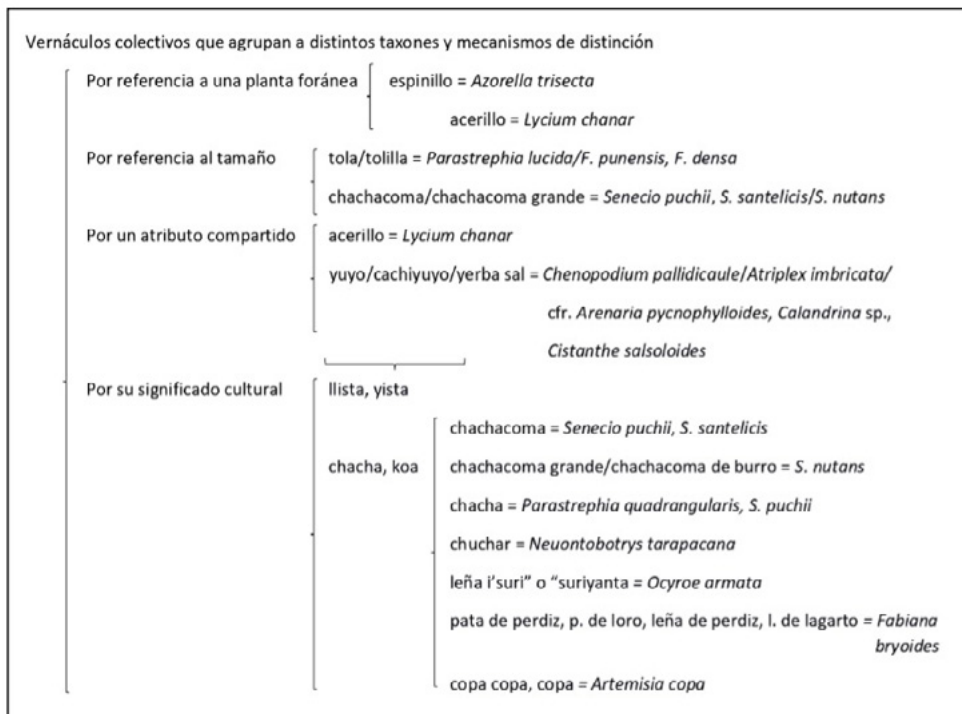 Vernáculos colectivos que agrupan a distintos taxones y mecanismos de distinción
Por referencia a una planta foránea
espinillo = Azorella trisecta
acerillo = Lycium chanar
Por referencia al tamaño
tola/tolilla = Parastrephia lucida/F. punensis, F. densa
chachacoma/chachacoma grande = Senecio puchii, S. santelicis/S. nutans
Por un atributo compartido
acerillo = Lycium chanar
yuyo/cachiyuyo/yerba sal = Chenopodium pallidicaule/Atriplex imbricata/
cfr. Arenaria pycnophylloides, Calandrina sp.,
Cistanthe salsoloides
Por su significado cultural
llista, yista
chacha, koa
chachacoma = Senecio puchii, S. santelicis
chachacoma grande/chachacoma de burro = S. nutans
chacha = Parastrephia quadrangularis, S. puchii
chuchar = Neuontobotrys tarapacana
leña i'suri” o “suriyanta = Ocyroe armata
pata de perdiz, p. de loro, leña de perdiz, l. de lagarto = Fabiana
bryoides
copa copa, copa = Artemisia copa